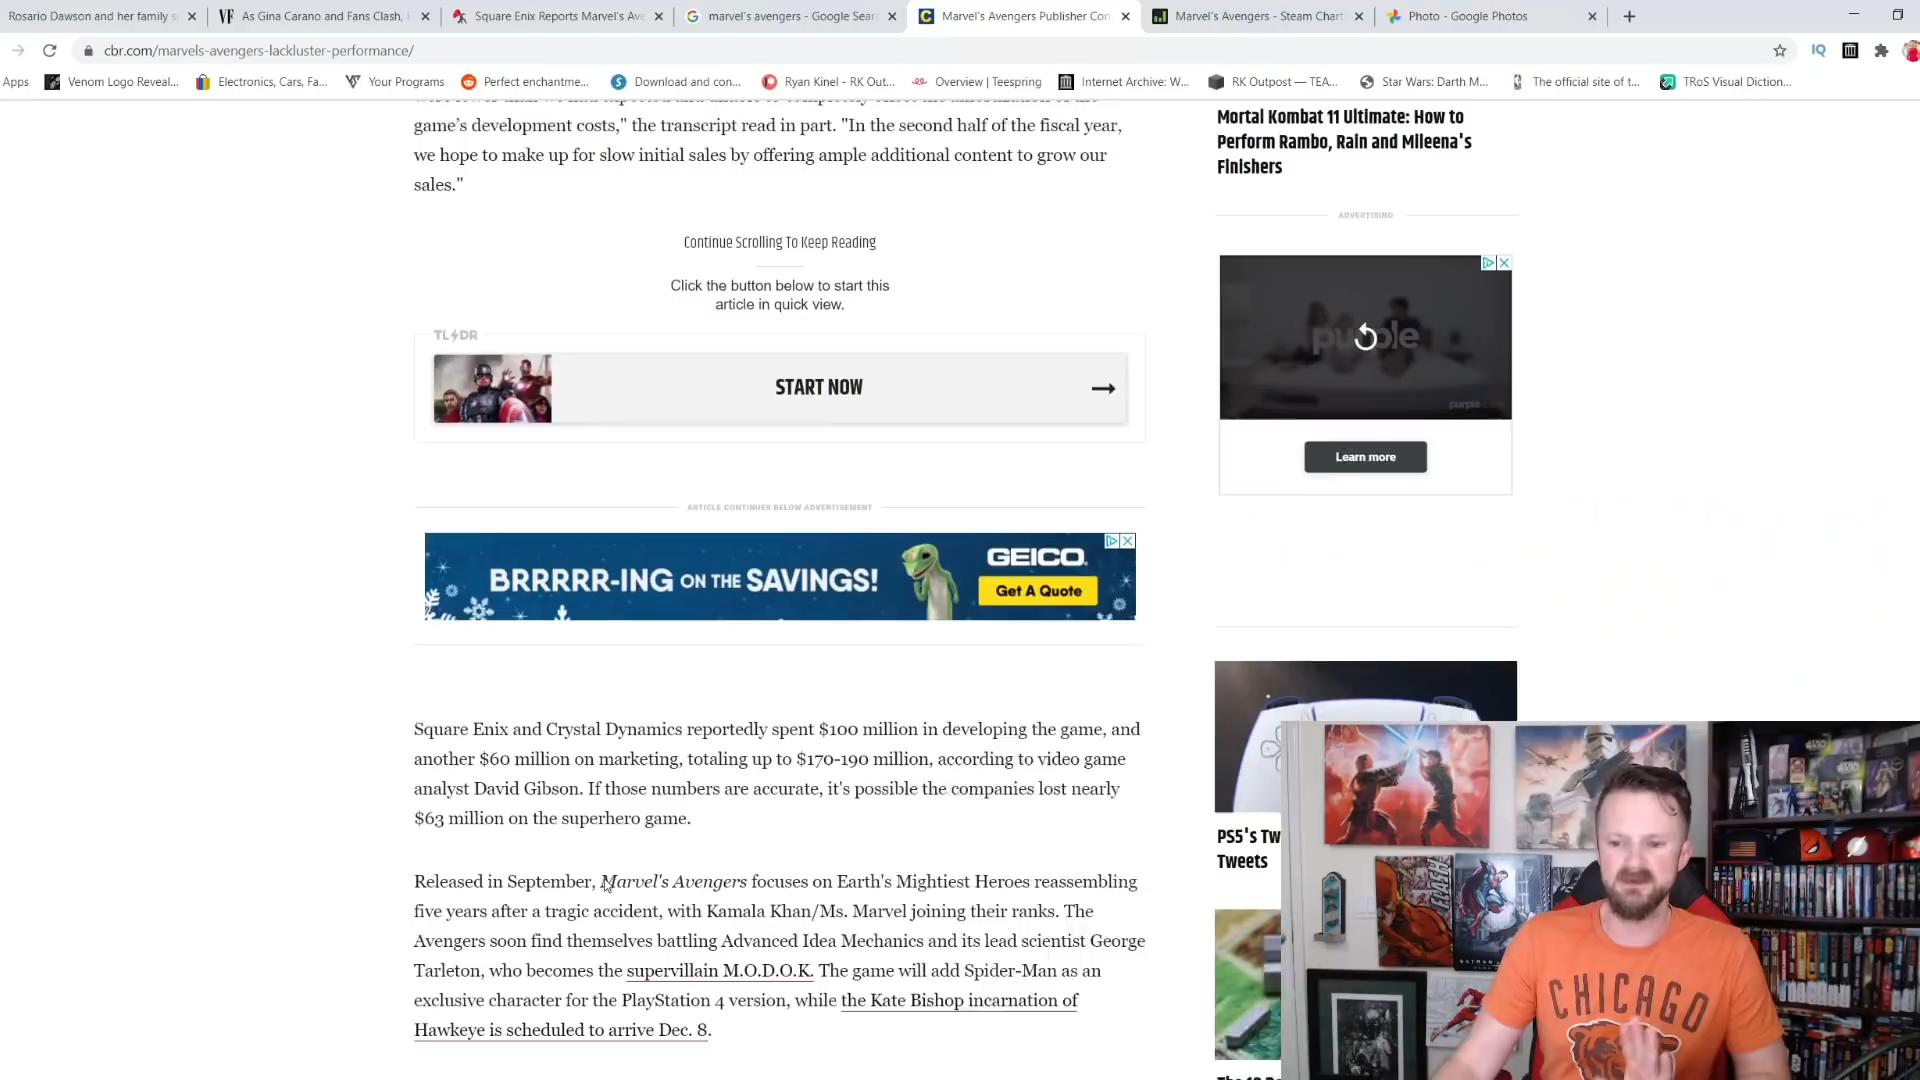 Rosario Dawson and her family s
As Gina Carano and Fans Clash,
Square Enix Reports Marvel's Ave
marvel's avengers - Google Sear
Marvel's Avengers Publisher Con
Marvel's Avengers - Steam Chart
Photo - Google Photos
cbr.com/marvels-avengers-lackluster-performance/
Apps
Venom Logo Reveal...
Electronics, Cars, Fa...
Your Programs
Perfect enchantme...
Download and con...
Ryan Kinel - RK Out...
Overview | Teespring
Internet Archive: W...
RK Outpost — TEA...
Star Wars: Darth M...
The official site of t...
TRoS Visual Diction...
game's development costs," the transcript read in part. "In the second half of the fiscal year,
we hope to make up for slow initial sales by offering ample additional content to grow our
sales."
Continue Scrolling To Keep Reading
Click the button below to start this
article in quick view.
TL DR
START NOW
ARTICLE CONTINUES BELOW ADVERTISEMENT
BRRRRR-ING ON THE SAVINGS!
GEICO.
Get A Quote
Square Enix and Crystal Dynamics reportedly spent $100 million in developing the game, and
another $60 million on marketing, totaling up to $170-190 million, according to video game
analyst David Gibson. If those numbers are accurate, it's possible the companies lost nearly
$63 million on the superhero game.
Released in September, Marvel's Avengers focuses on Earth's Mightiest Heroes reassembling
five years after a tragic accident, with Kamala Khan/Ms. Marvel joining their ranks. The
Avengers soon find themselves battling Advanced Idea Mechanics and its lead scientist George
Tarleton, who becomes the supervillain M.O.D.O.K. The game will add Spider-Man as an
exclusive character for the PlayStation 4 version, while the Kate Bishop incarnation of
Hawkeye is scheduled to arrive Dec. 8.
Mortal Kombat 11 Ultimate: How to
Perform Rambo, Rain and Mileena's
Finishers
ADVERTISING
purple
Learn more
PS5's Tw
Tweets
CHICAGO